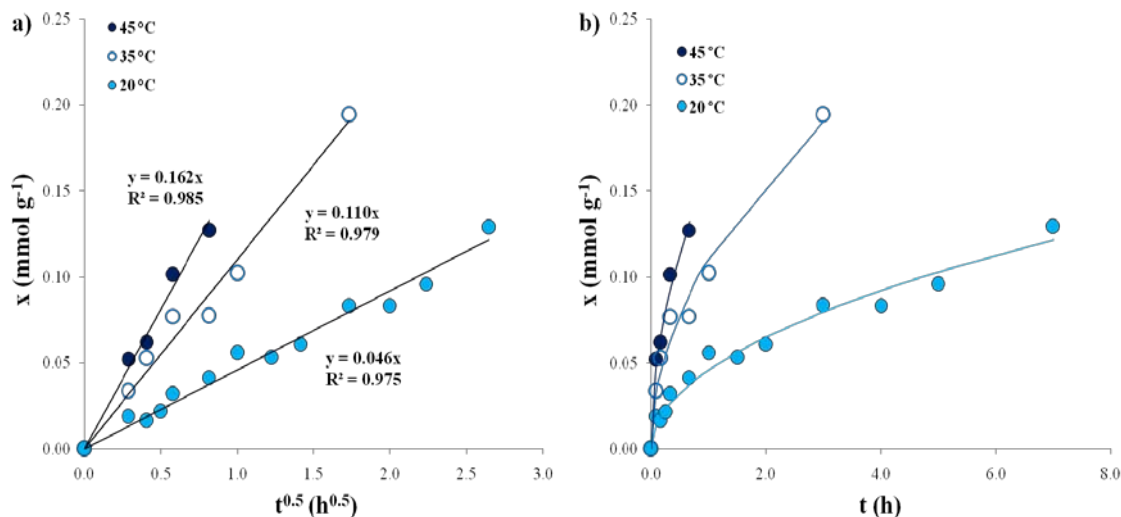 a)
45 °C
35 °C
20 °C
0.25
0.20
0.15
0.10
0.05
0.00
x (mmol g⁻¹)
y = 0.162x
R² = 0.985
y = 0.110x
R² = 0.979
y = 0.046x
R² = 0.975
0.0 0.5 1.0 1.5 2.0 2.5 3.0
t⁰·⁵ (h⁰·⁵)
b)
45 °C
35 °C
20 °C
0.25
0.20
0.15
0.10
0.05
0.00
x (mmol g⁻¹)
0.0 2.0 4.0 6.0 8.0
t (h)